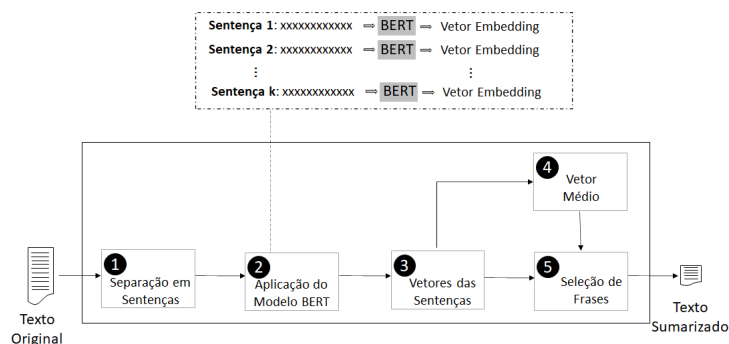 Sentença 1: xxxxxxxxxxxx ⇒ BERT ⇒ Vetor Embedding
Sentença 2: xxxxxxxxxxxx ⇒ BERT ⇒ Vetor Embedding
⋮ ⋮
Sentença k: xxxxxxxxxxxx ⇒ BERT ⇒ Vetor Embedding
4
Vetor
Médio
1
Separação em
Sentenças
2
Aplicação do
Modelo BERT
3
Vetores das
Sentenças
5
Seleção de
Frases
Texto
Original
Texto
Sumarizado